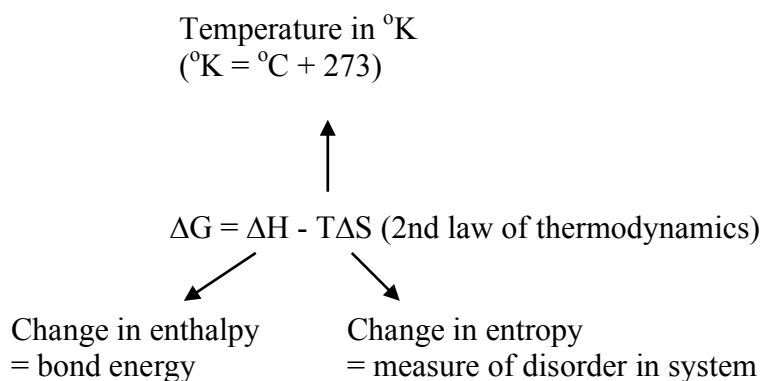 Temperature in °K
(°K = °C + 273)
ΔG = ΔH - TΔS (2nd law of thermodynamics)
Change in enthalpy
= bond energy
Change in entropy
= measure of disorder in system